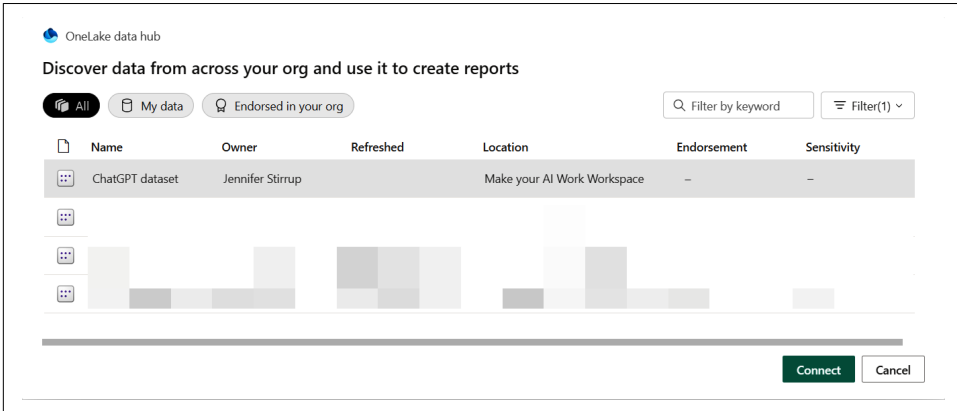 OneLake data hub
Discover data from across your org and use it to create reports
All My data Endorsed in your org Filter by keyword Filter(1)
Name Owner Refreshed Location Endorsement Sensitivity
ChatGPT dataset Jennifer Stirrup Make your AI Work Workspace – –
Connect Cancel